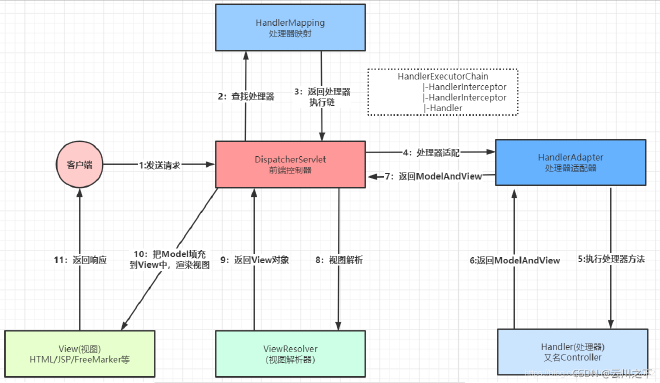 HandlerMapping
处理器映射
HandlerExecutorChain
|-HandlerInterceptor
|-HandlerInterceptor
|-Handler
2：查找处理器
3：返回处理器
执行链
客户端
1:发送请求
DispatcherServlet
前端控制器
4：处理器适配
7：返回ModelAndView
HandlerAdapter
处理器适配器
11：返回响应
10：把Model填充
到View中，渲染视图
9：返回View对象
8：视图解析
6:返回ModelAndView
5:执行处理器方法
View(视图)
HTML/JSP/FreeMarker等
ViewResolver
(视图解析器)
Handler(处理器)
又名Controller